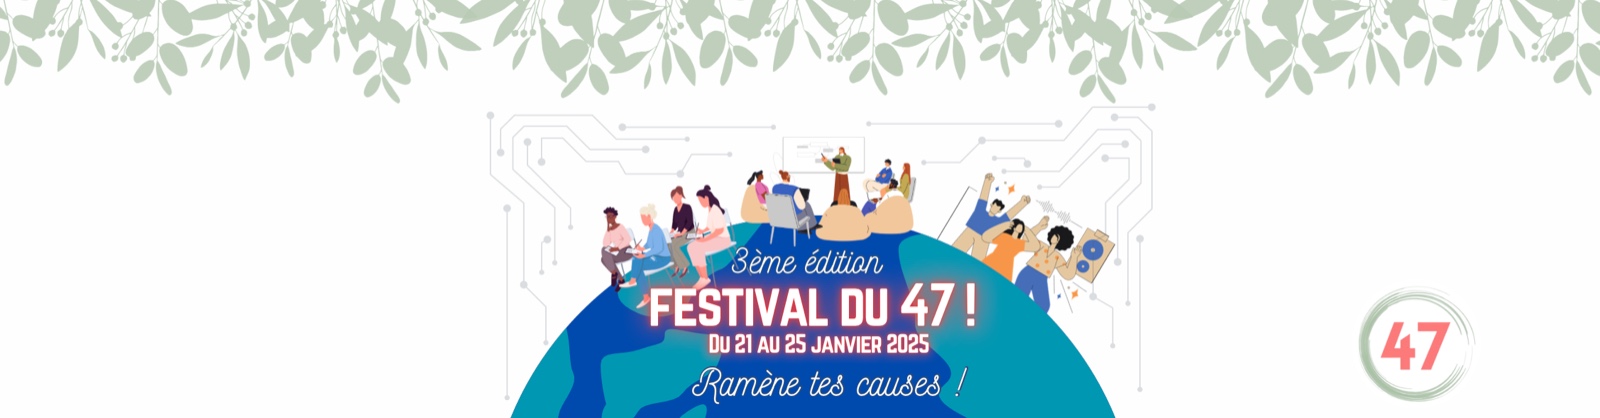 3ème édition
FESTIVAL DU 47 !
DU 21 AU 25 JANVIER 2025
Ramène tes causes !
47